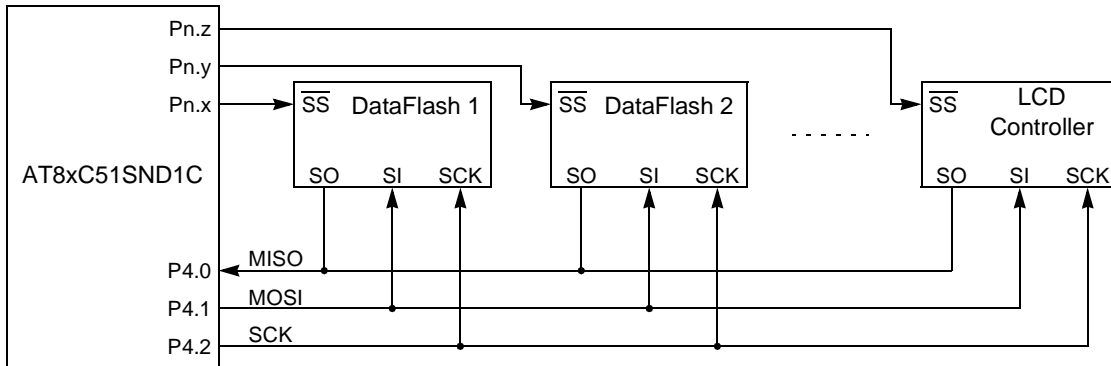 Pn.z
Pn.y
Pn.x
AT8xC51SND1C
P4.0
P4.1
P4.2
MISO
MOSI
SCK
SS DataFlash 1
SO SI SCK
SS DataFlash 2
SO SI SCK
. . . . . .
SS LCD
Controller
SO SI SCK